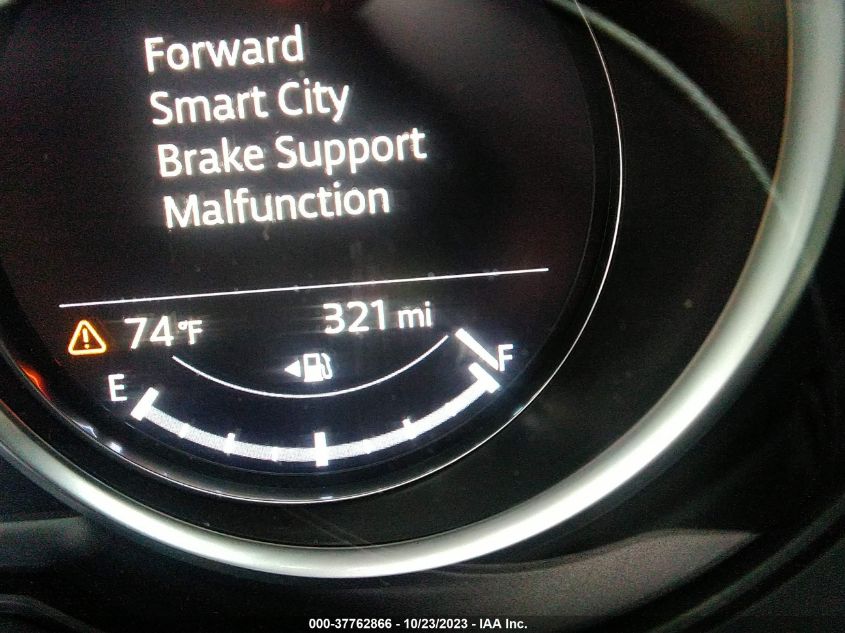 Forward
Smart City
Brake Support
Malfunction
74°F 321 mi
E F
000-37762866 - 10/23/2023 - IAA Inc.